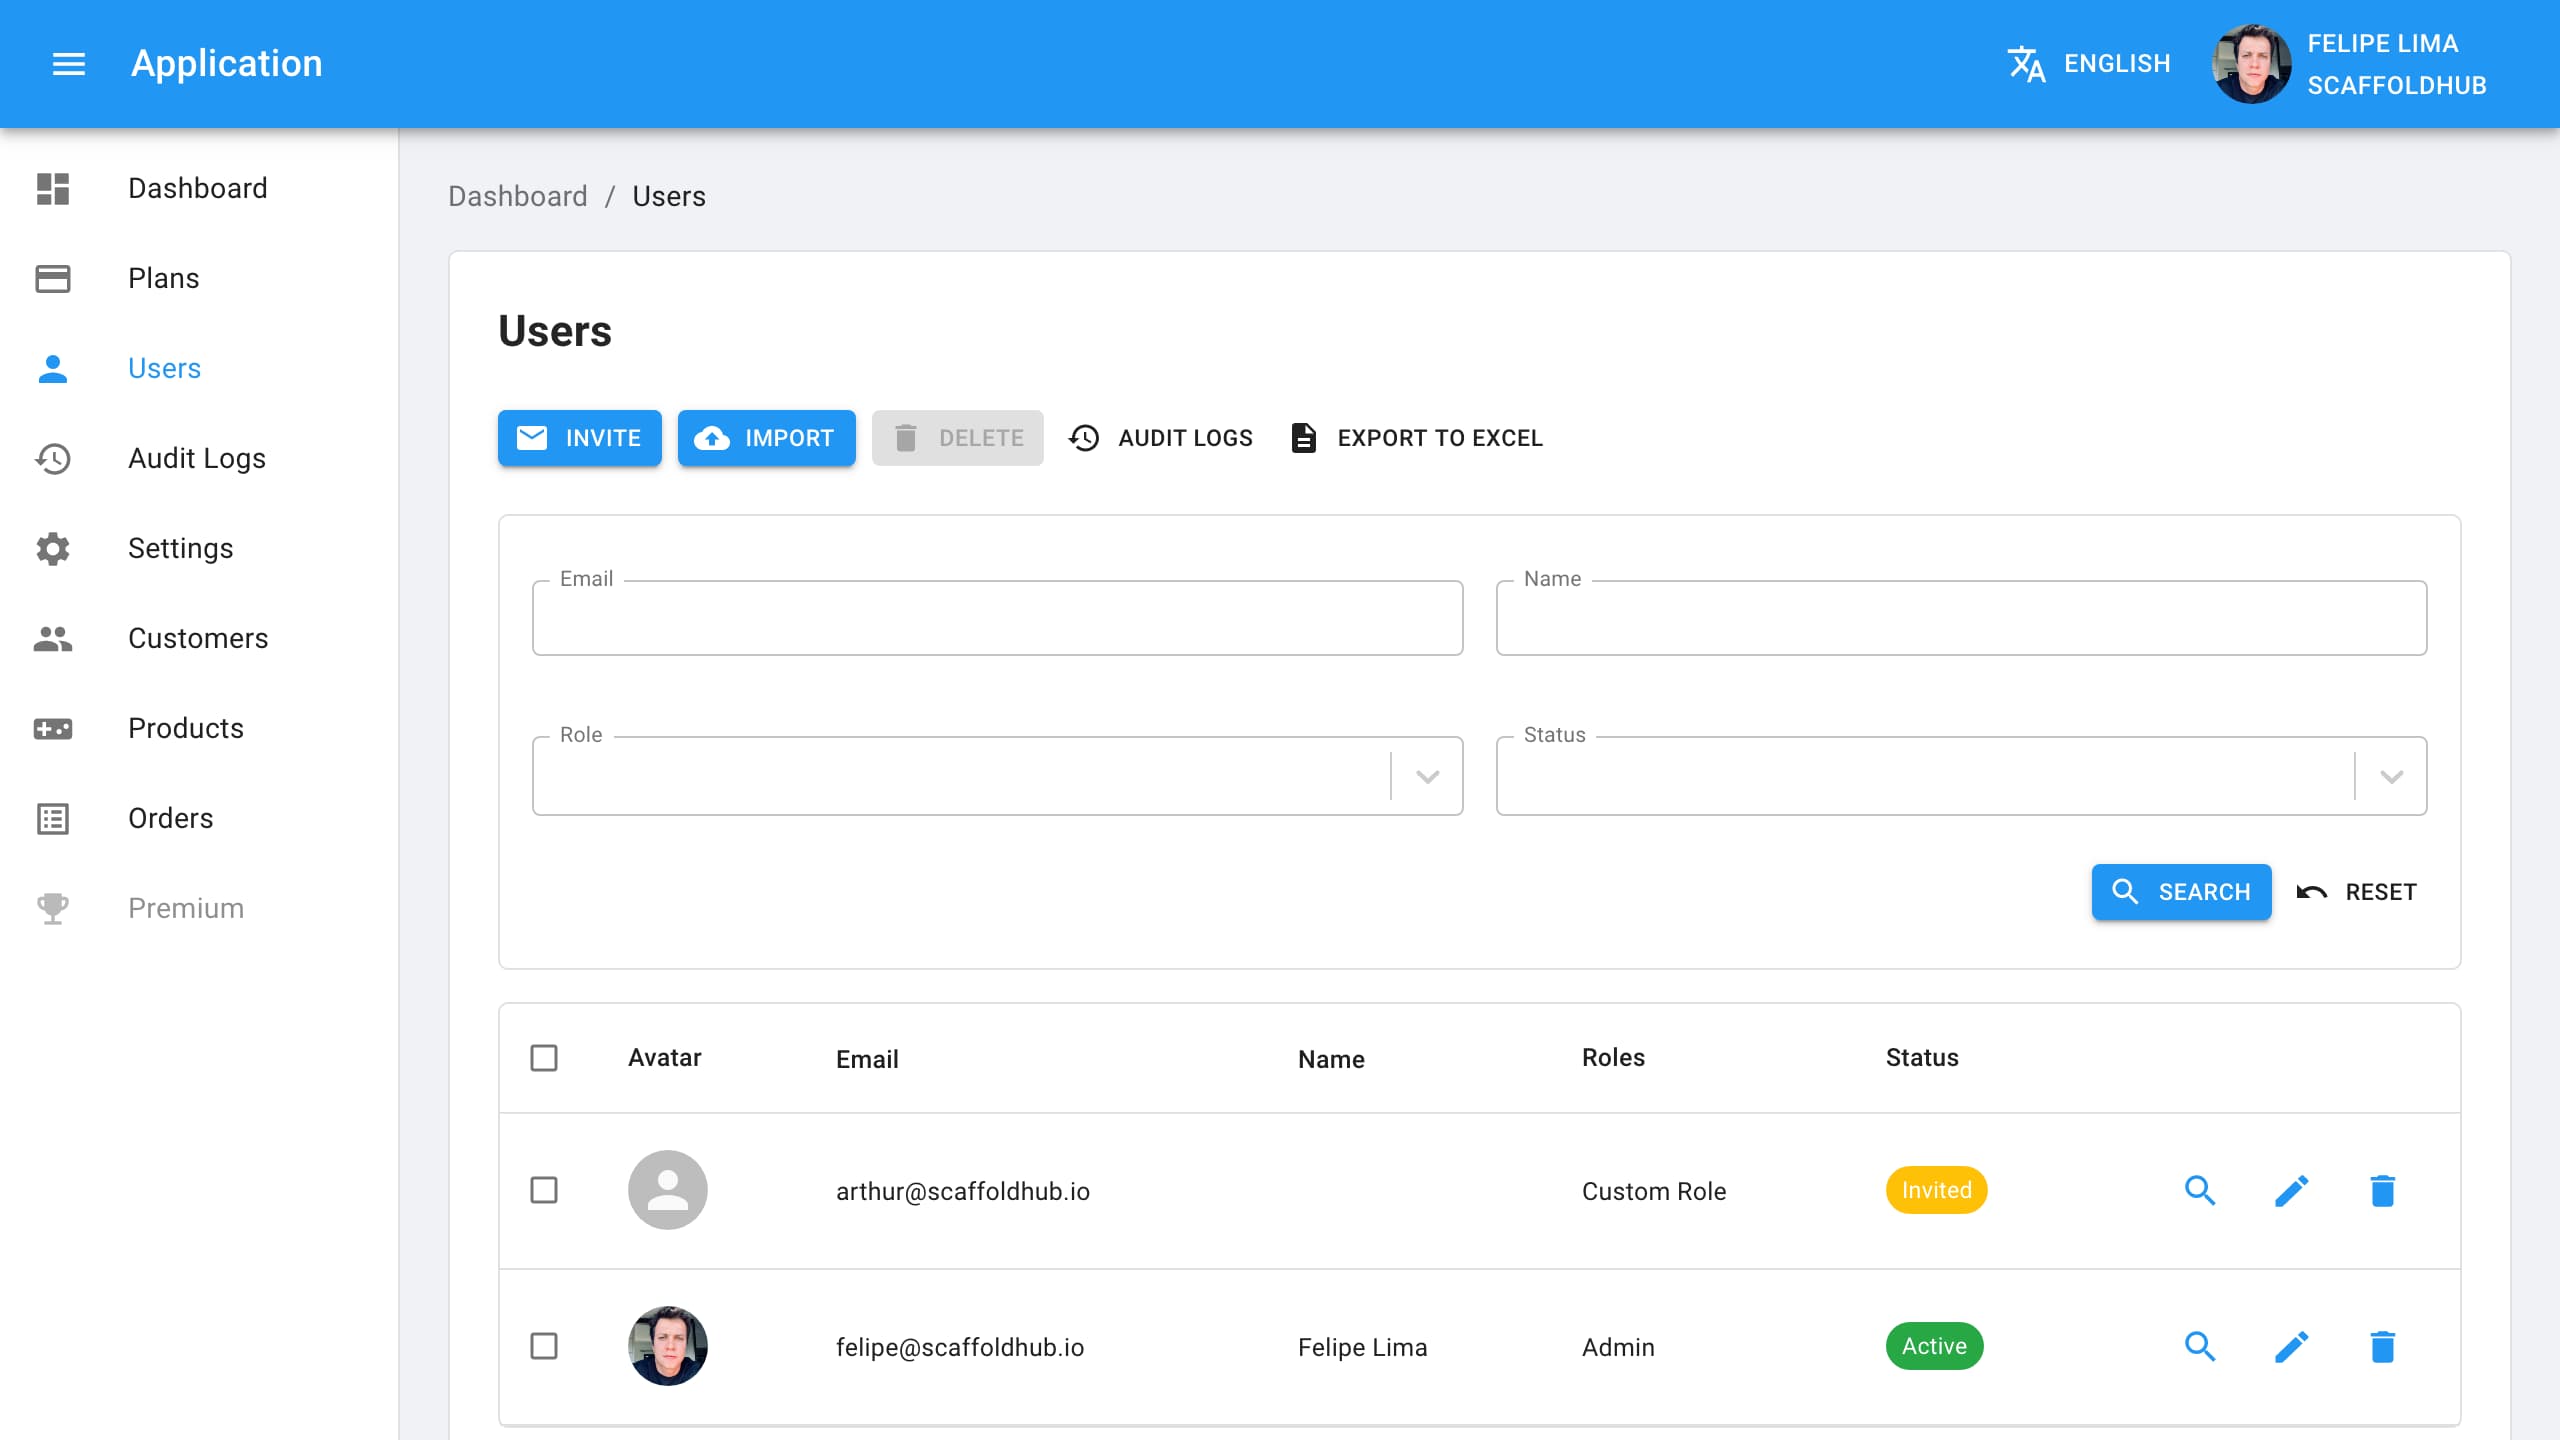 Application
ENGLISH
FELIPE LIMA
SCAFFOLDHUB
Dashboard
Plans
Users
Audit Logs
Settings
Customers
Products
Orders
Premium
Dashboard / Users
Users
INVITE IMPORT DELETE AUDIT LOGS EXPORT TO EXCEL
Email Name
Role Status
SEARCH RESET
Avatar Email Name Roles Status
arthur@scaffoldhub.io Custom Role Invited
felipe@scaffoldhub.io Felipe Lima Admin Active